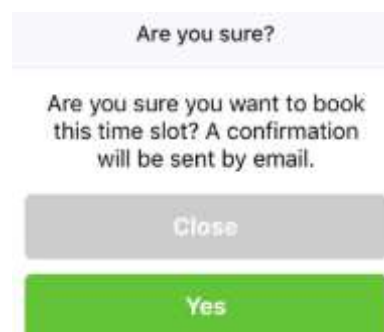 Are you sure?
Are you sure you want to book
this time slot? A confirmation
will be sent by email.
Close
Yes